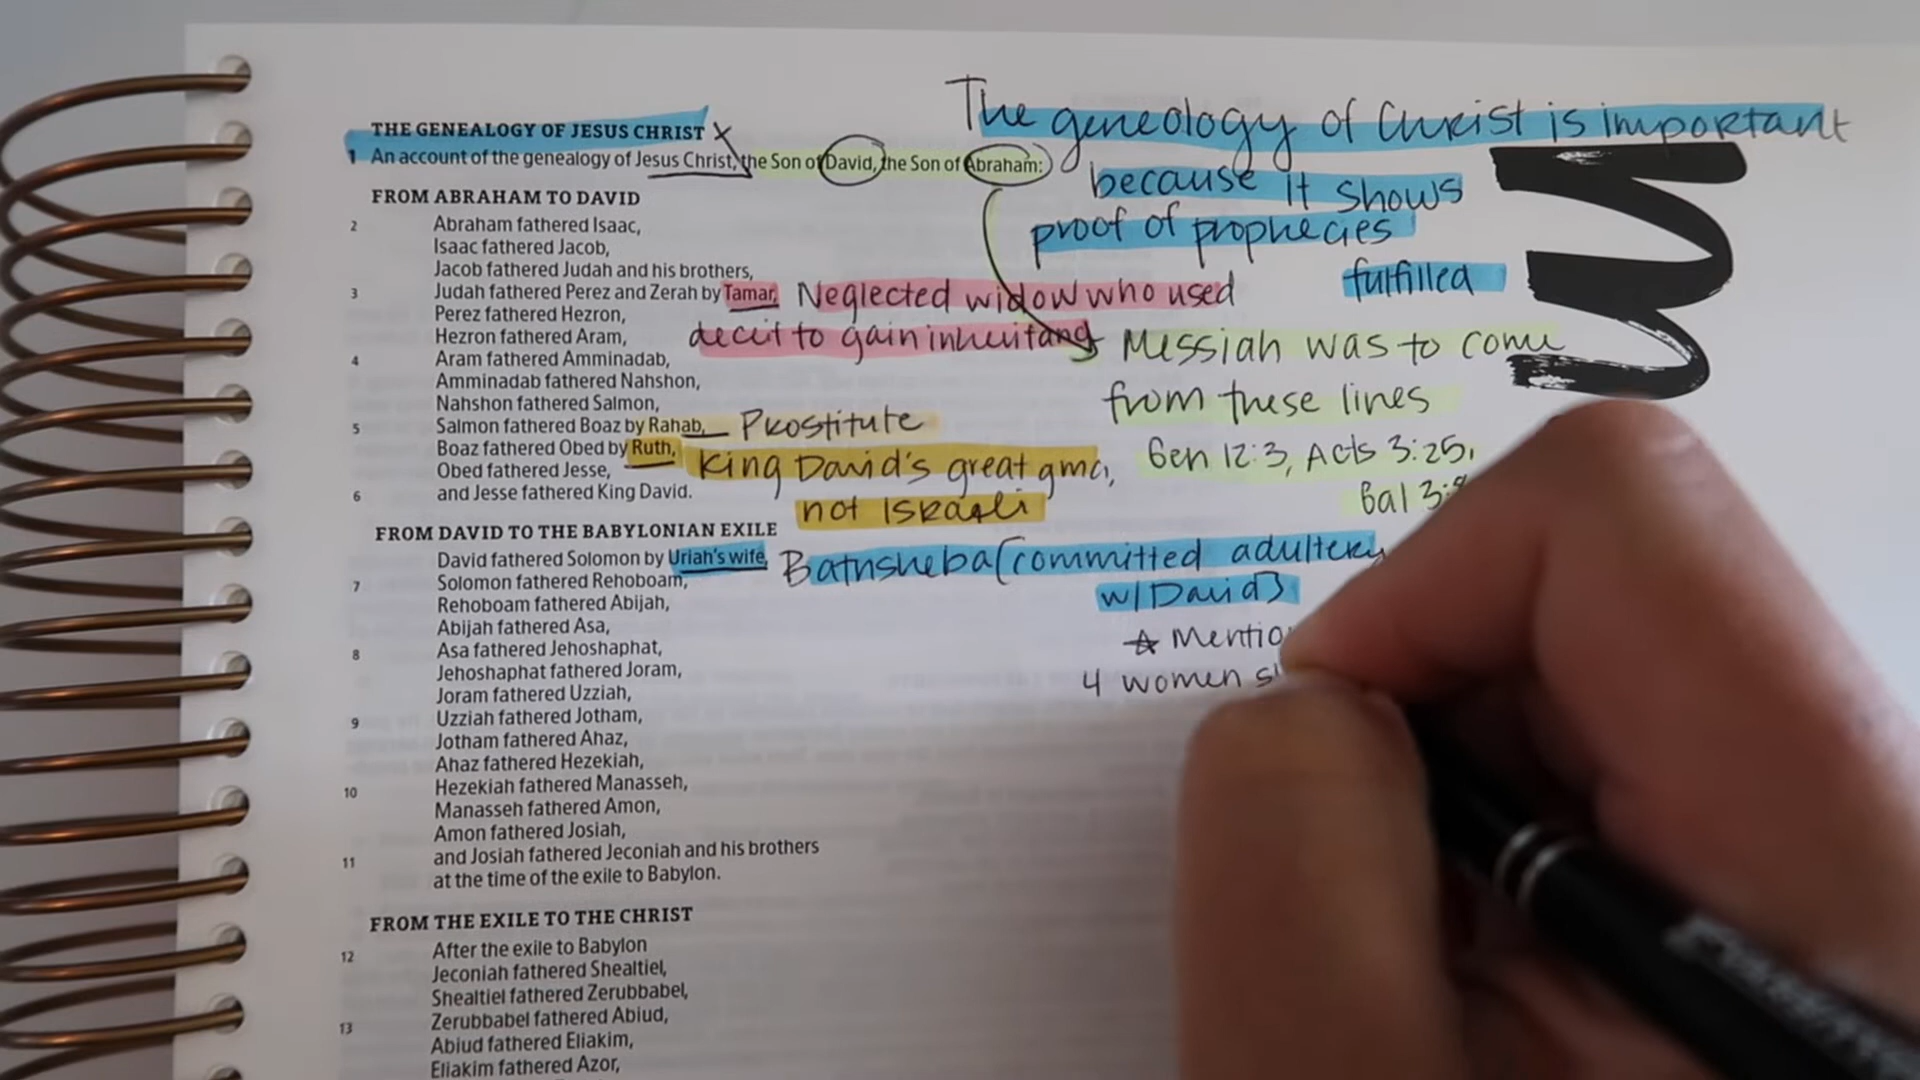 The geneology of Christ is important
because it shows
proof of prophecies
fulfilled
THE GENEALOGY OF JESUS CHRIST
1 An account of the genealogy of Jesus Christ, the Son of David, the Son of Abraham:
FROM ABRAHAM TO DAVID
2 Abraham fathered Isaac,
Isaac fathered Jacob,
Jacob fathered Judah and his brothers,
3 Judah fathered Perez and Zerah by Tamar,
Neglected widow who used
Perez fathered Hezron,
Hezron fathered Aram,
to gain
Messiah was to come
from these lines
Gen 12:3, Acts 3:25,
Gal 3:
4 Aram fathered Amminadab,
Amminadab fathered Nahshon,
Nahshon fathered Salmon,
5 Salmon fathered Boaz by Rahab,
Prostitute
Boaz fathered Obed by Ruth,
King David's great gma,
not Israeli
Obed fathered Jesse,
6 and Jesse fathered King David.
FROM DAVID TO THE BABYLONIAN EXILE
David fathered Solomon by Uriah's wife,
Bathsheba (committed adultery
w/ David)
7 Solomon fathered Rehoboam,
Rehoboam fathered Abijah,
Abijah fathered Asa,
8 Asa fathered Jehoshaphat,
4 women
Jehoshaphat fathered Joram,
Joram fathered Uzziah,
9 Uzziah fathered Jotham,
Jotham fathered Ahaz,
Ahaz fathered Hezekiah,
10 Hezekiah fathered Manasseh,
Manasseh fathered Amon,
Amon fathered Josiah,
11 and Josiah fathered Jeconiah and his brothers
at the time of the exile to Babylon.
FROM THE EXILE TO THE CHRIST
12 After the exile to Babylon
Jeconiah fathered Shealtiel,
Shealtiel fathered Zerubbabel,
13 Zerubbabel fathered Abiud,
Abiud fathered Eliakim,
Eliakim fathered Azor,